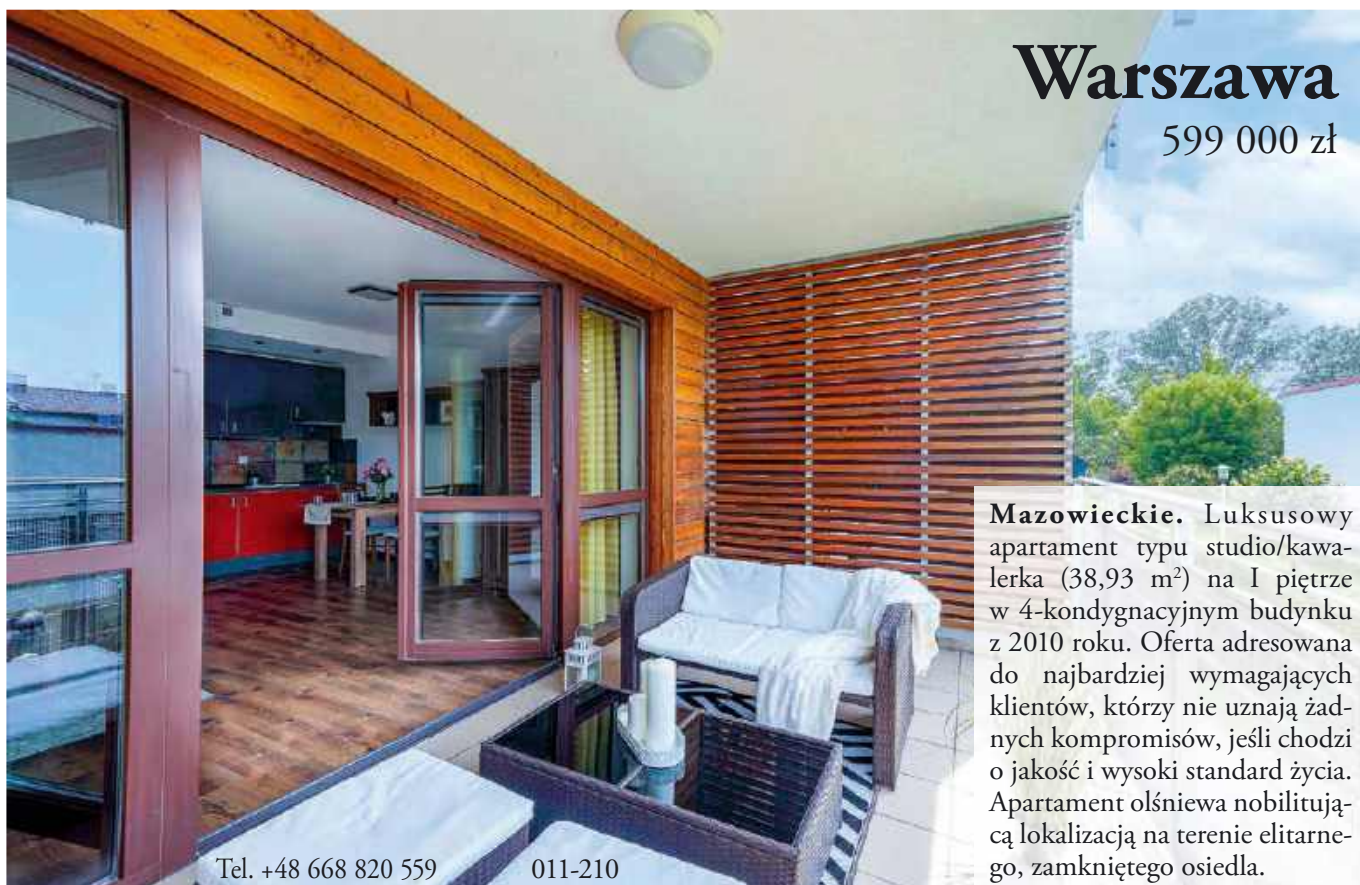 Warszawa
599 000 zł
Mazowieckie. Luksusowy
apartament typu studio/kawa-
lerka (38,93 m²) na I piętrze
w 4-kondygnacyjnym budynku
z 2010 roku. Oferta adresowana
do najbardziej wymagających
klientów, którzy nie uznają żad-
nych kompromisów, jeśli chodzi
o jakość i wysoki standard życia.
Apartament olśniewa nobilitują-
cą lokalizacją na terenie elitarne-
go, zamkniętego osiedla.
Tel. +48 668 820 559 011-210